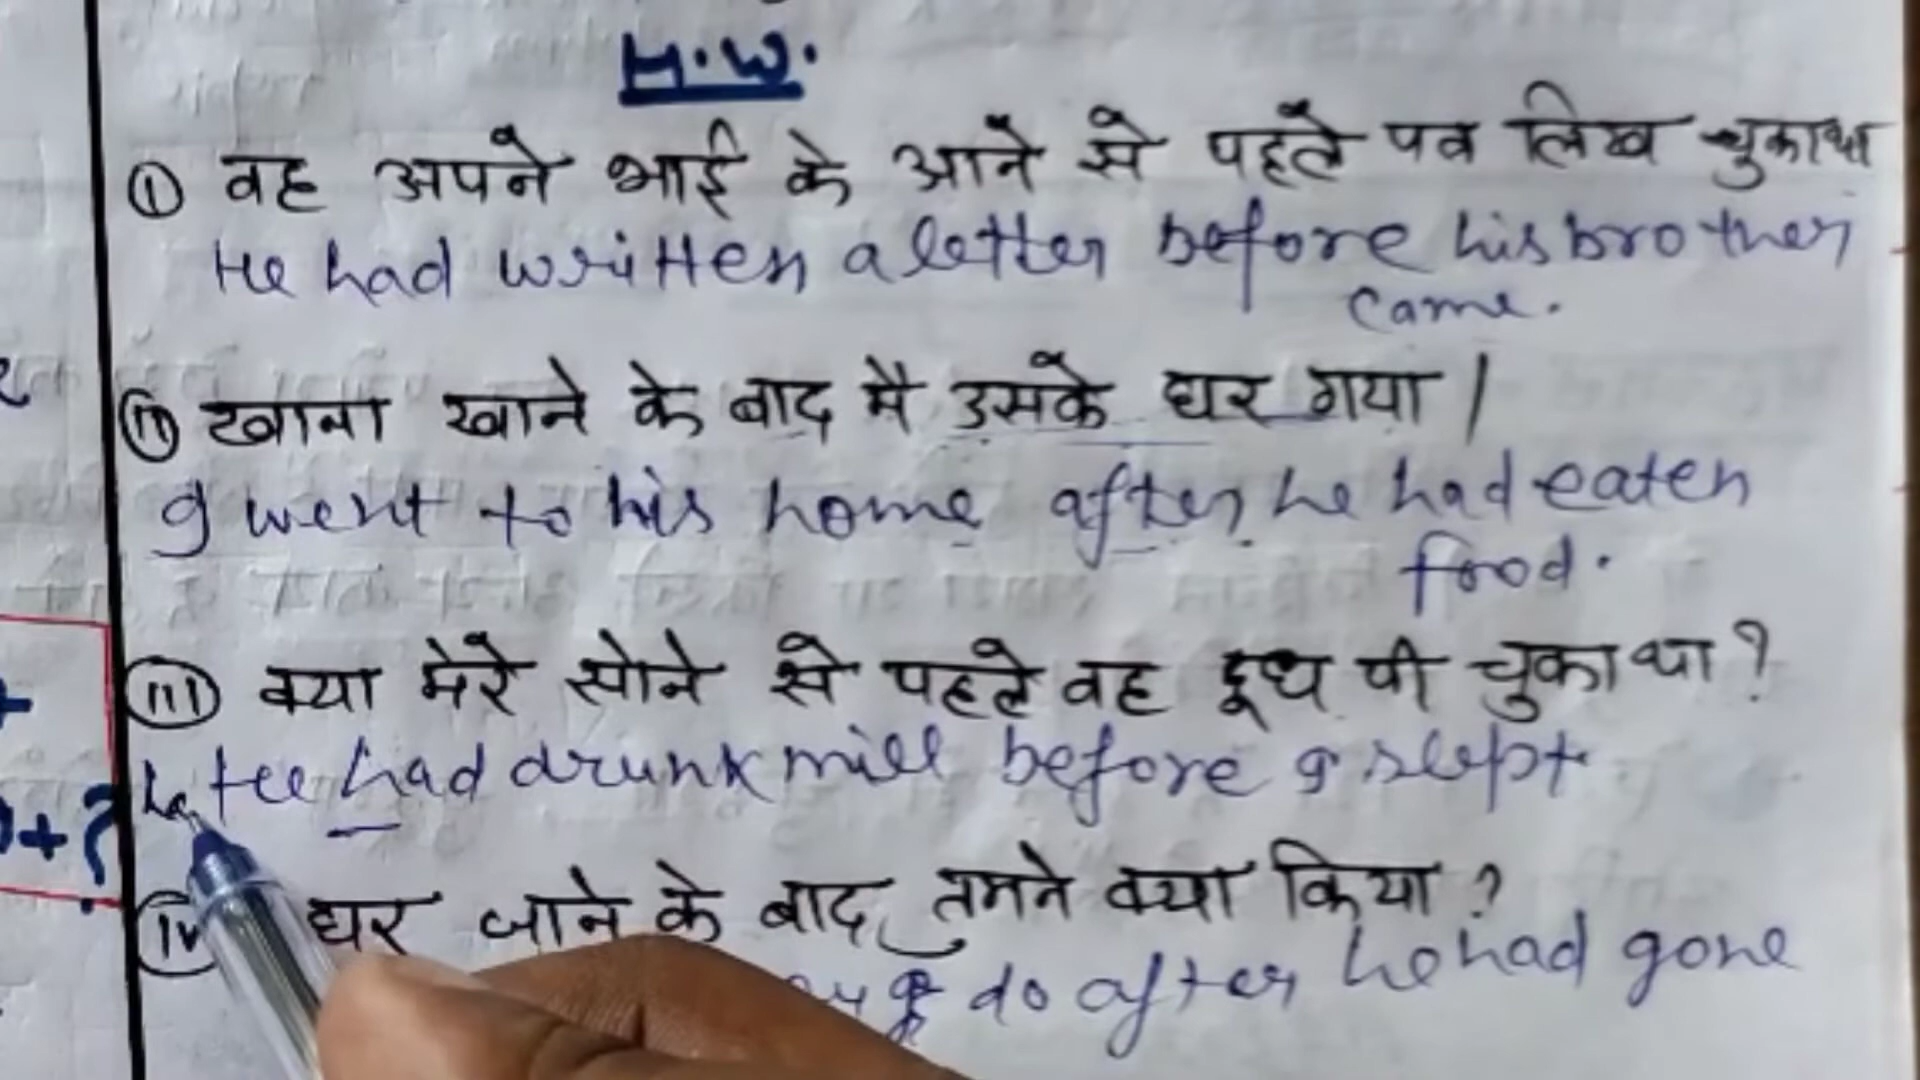 H.W.
① वह अपने भाई के आने से पहले पत्र लिख चुका था
He had written a letter before his brother
came.
(ii) खाना खाने के बाद मै उसके घर गया।
I went to his home after he had eaten
food.
(iii) क्या मेरे सोने से पहले वह दूध पी चुका था?
had drunk milk before I slept
(iv) घर जाने के बाद तुमने क्या किया?
do after he had gone
+
+?